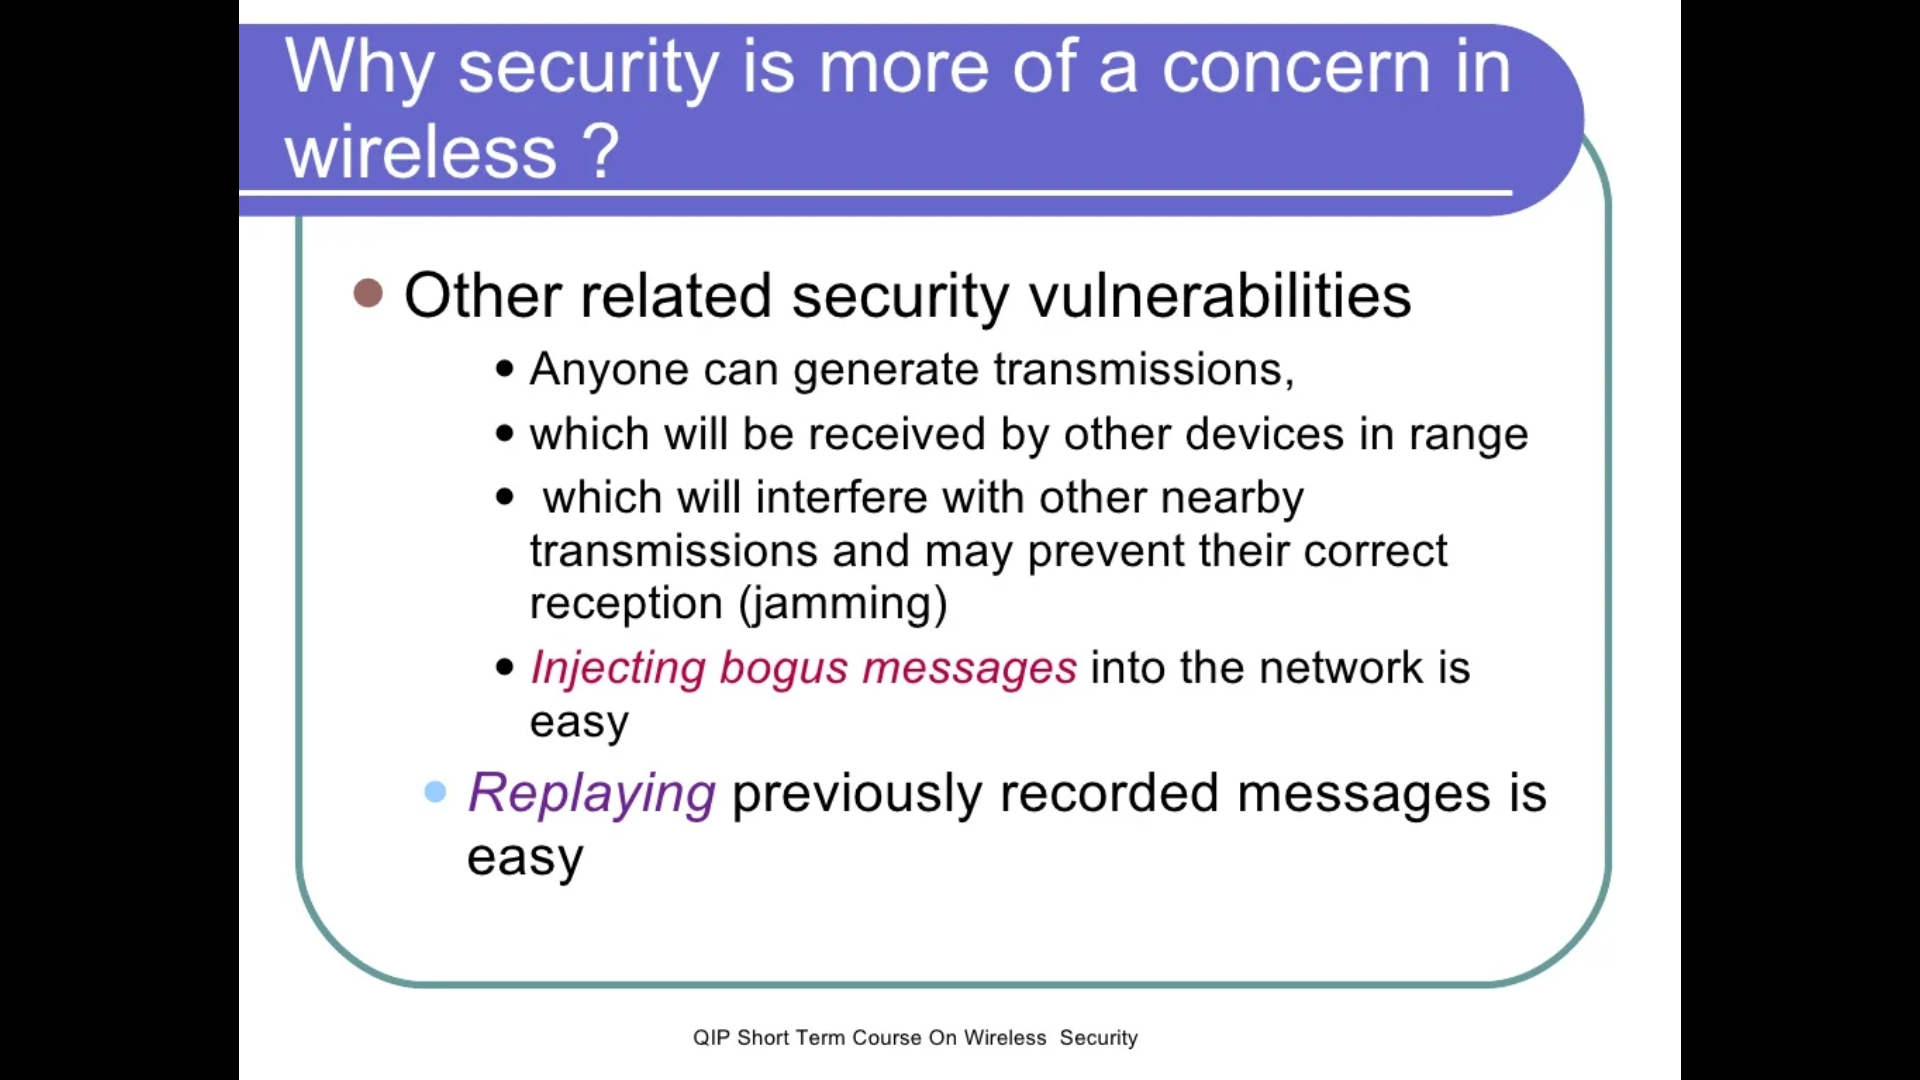 Why security is more of a concern in
wireless ?
• Other related security vulnerabilities
• Anyone can generate transmissions,
• which will be received by other devices in range
• which will interfere with other nearby
transmissions and may prevent their correct
reception (jamming)
• Injecting bogus messages into the network is
easy
• Replaying previously recorded messages is
easy
QIP Short Term Course On Wireless  Security